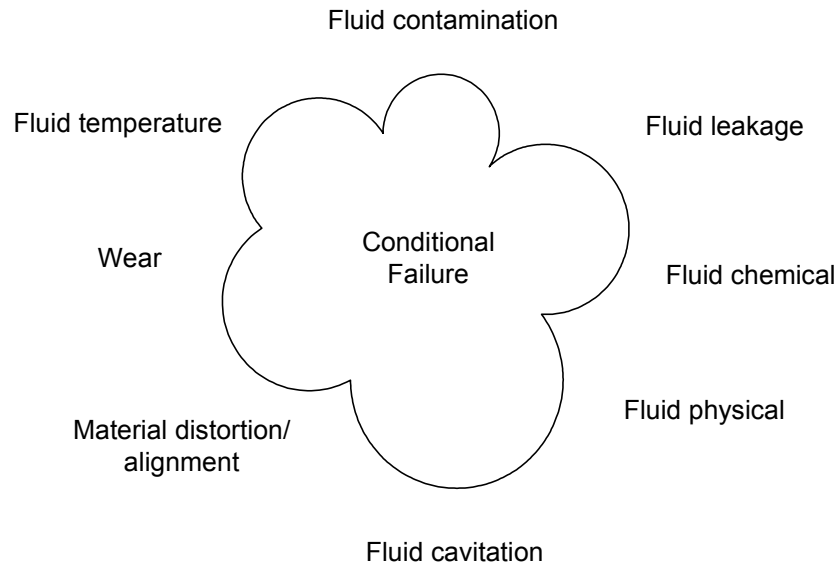 Fluid contamination
Fluid temperature
Fluid leakage
Wear
Conditional
Failure
Fluid chemical
Fluid physical
Material distortion/
alignment
Fluid cavitation